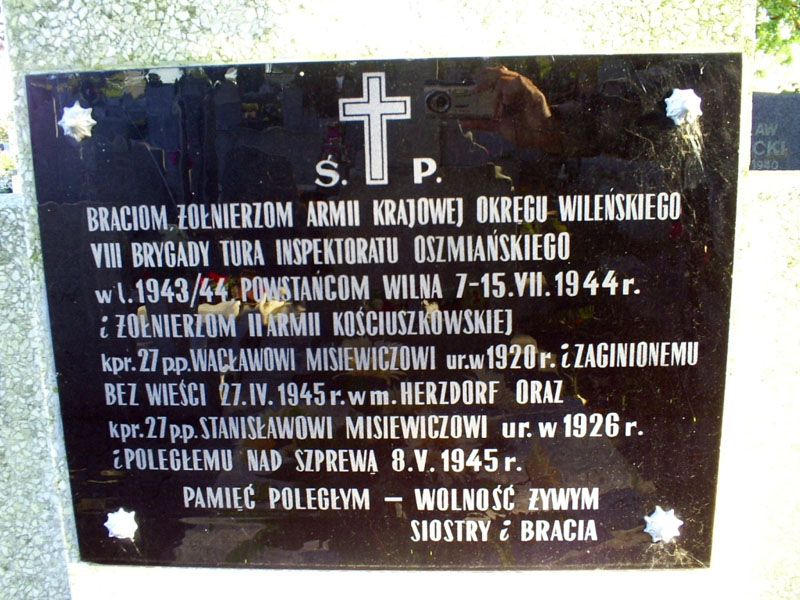 Ś. P.
BRACIOM ŻOŁNIERZOM ARMII KRAJOWEJ OKRĘGU WILEŃSKIEGO
VIII BRYGADY TURA INSPEKTORATU OSZMIAŃSKIEGO
w l. 1943/44 POWSTAŃCOM WILNA 7-15.VII.1944 r.
i ŻOŁNIERZOM II ARMII KOŚCIUSZKOWSKIEJ
kpr. 27 p.p. WACŁAWOWI MISIEWICZOWI ur. w 1920 r. i ZAGINIONEMU
BEZ WIEŚCI 27.IV.1945 r. w m. HERZDORF ORAZ
kpr. 27 p.p. STANISŁAWOWI MISIEWICZOWI ur. w 1926 r.
i POLEGŁEMU NAD SZPREWĄ 8.V.1945 r.
PAMIĘĆ POLEGŁYM – WOLNOŚĆ ŻYWYM
SIOSTRY i BRACIA
1940